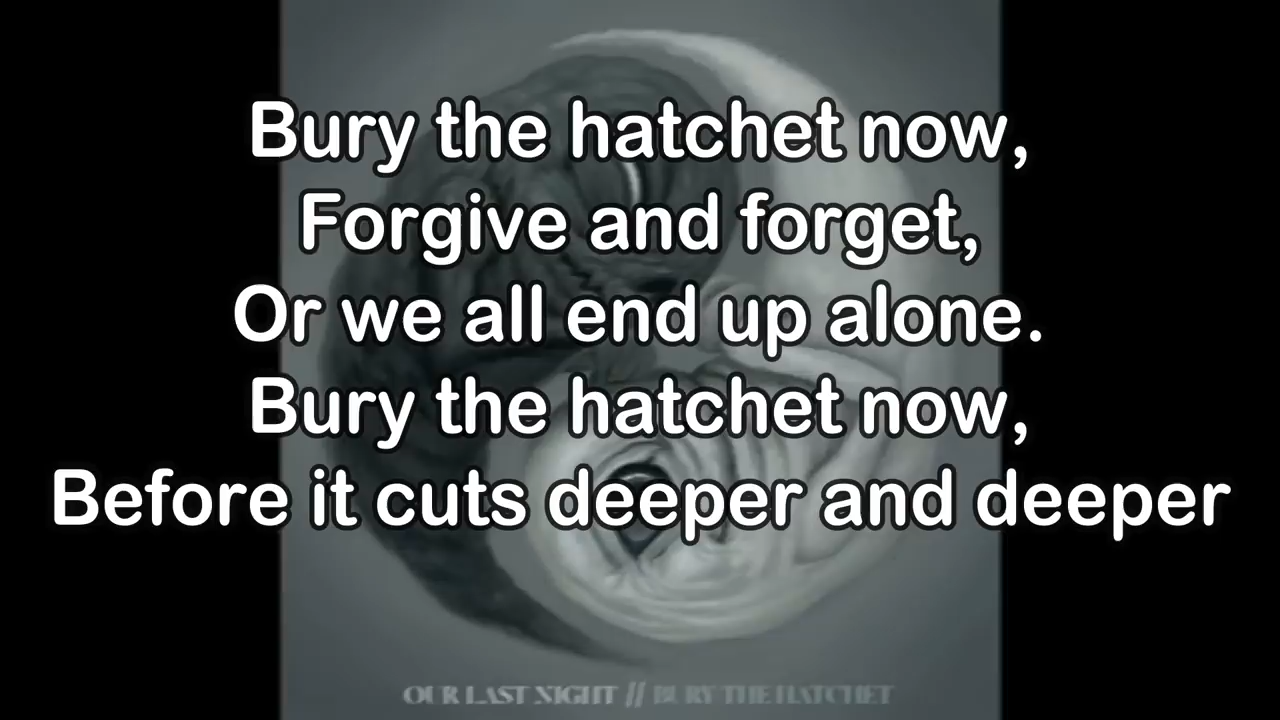 Bury the hatchet now,
Forgive and forget,
Or we all end up alone.
Bury the hatchet now,
Before it cuts deeper and deeper
OUR LAST NIGHT // BURY THE HATCHET